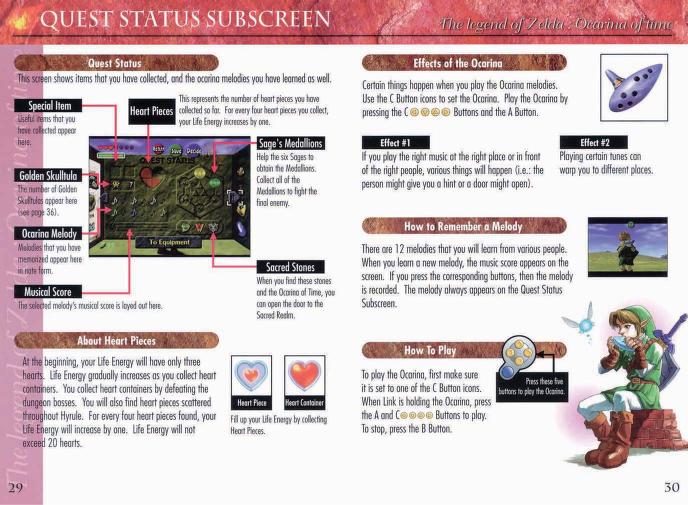 QUEST STATUS SUBSCREEN
Quest Status
This screen shows items that you have collected, and the ocarina melodies you have learned as well.
Special Item
Useful items that you
have collected appear
here.
Heart Pieces
This represents the number of heart pieces you have
collected so far. For every four heart pieces you collect,
your Life Energy increases by one.
Golden Skulltula
The number of Golden
Skulltulas appear here
(see page 36).
Ocarina Melody
Melodies that you have
memorized appear here
in note form.
Musical Score
The selected melody's musical score is layed out here.
Save
Decide
QUEST STATUS
To Equipment
Sage's Medallions
Help the six Sages to
obtain the Medallions.
Collect all of the
Medallions to fight the
final enemy.
Sacred Stones
When you find these stones
and the Ocarina of Time, you
can open the door to the
Sacred Realm.
About Heart Pieces
At the beginning, your Life Energy will have only three
hearts. Life Energy gradually increases as you collect heart
containers. You collect heart containers by defeating the
dungeon bosses. You will also find heart pieces scattered
throughout Hyrule. For every four heart pieces found, your
Life Energy will increase by one. Life Energy will not
exceed 20 hearts.
Heart Piece
Heart Container
Fill up your Life Energy by collecting
Heart Pieces.
29
The legend of Zelda : Ocarina of time
Effects of the Ocarina
Certain things happen when you play the Ocarina melodies.
Use the C Button icons to set the Ocarina. Play the Ocarina by
pressing the C Buttons and the A Button.
Effect #1
If you play the right music at the right place or in front
of the right people, various things will happen (i.e.: the
person might give you a hint or a door might open).
Effect #2
Playing certain tunes can
warp you to different places.
How to Remember a Melody
There are 12 melodies that you will learn from various people.
When you learn a new melody, the music score appears on the
screen. If you press the corresponding buttons, then the melody
is recorded. The melody always appears on the Quest Status
Subscreen.
How To Play
To play the Ocarina, first make sure
it is set to one of the C Button icons.
When Link is holding the Ocarina, press
the A and C Buttons to play.
To stop, press the B Button.
Press these five
buttons to play the Ocarina.
30